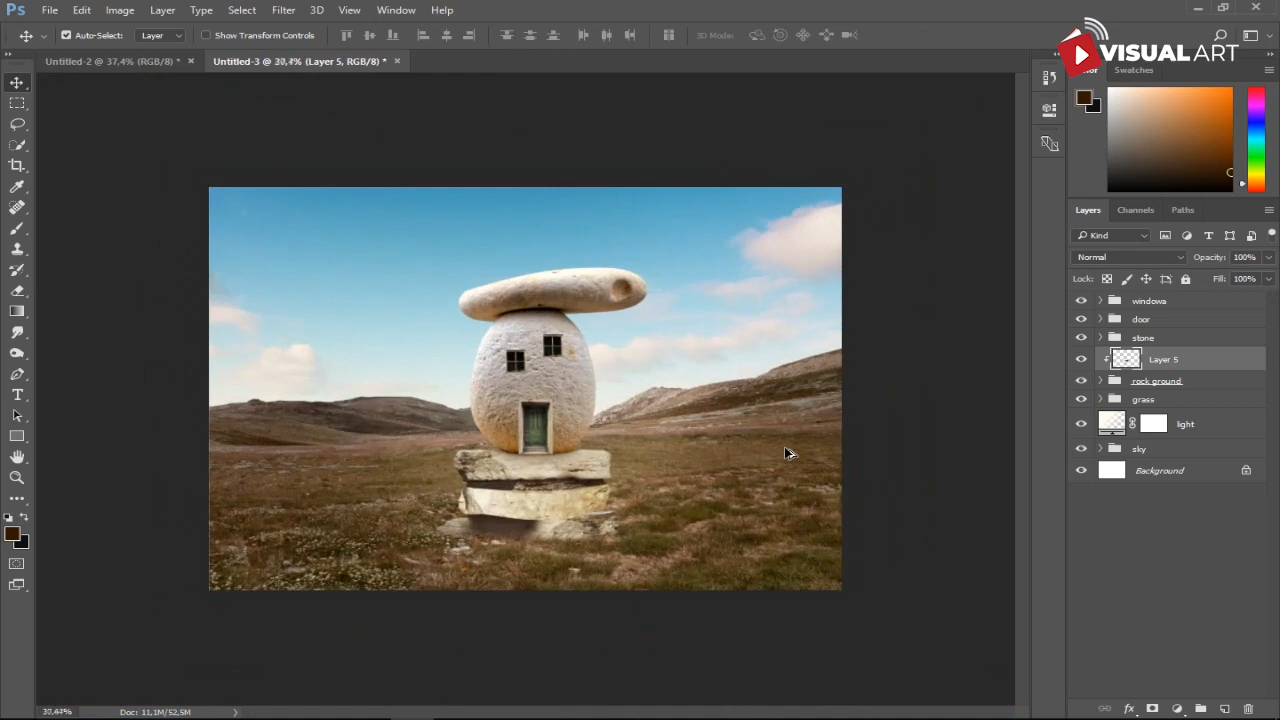 Ps File Edit Image Layer Type Select Filter 3D View Window Help
Auto-Select: Layer Show Transform Controls 3D Mode:
VISUAL ART
Untitled-2 @ 37,4% (RGB/8) * Untitled-3 @ 30,4% (Layer 5, RGB/8) *
Swatches
Layers Channels Paths
Kind
Normal Opacity: 100%
Lock: Fill: 100%
windowa
door
stone
Layer 5
rock ground
grass
light
sky
Background
Doc: 11,1M/52,5M
fx